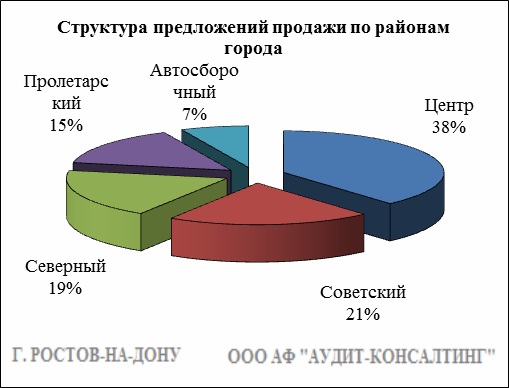 Структура предложений продажи по районам
города
Автосборо
чный
7%
Пролетарс
кий
15%
Центр
38%
Северный
19%
Советский
21%
Г. РОСТОВ-НА-ДОНУ
ООО АФ "АУДИТ-КОНСАЛТИНГ"